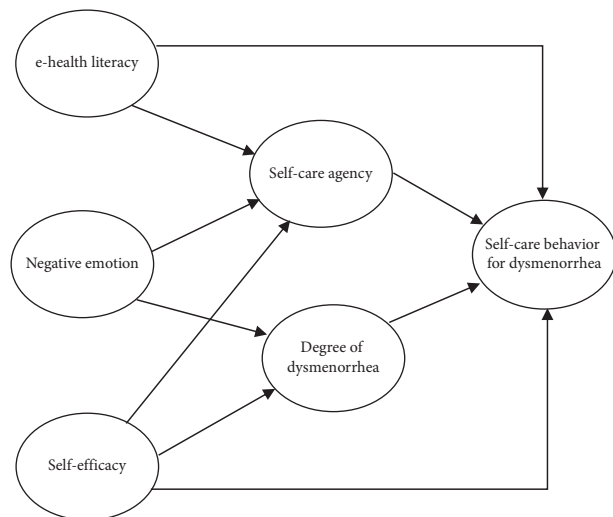 e-health literacy
Self-care agency
Negative emotion
Self-care behavior
for dysmenorrhea
Degree of
dysmenorrhea
Self-efficacy